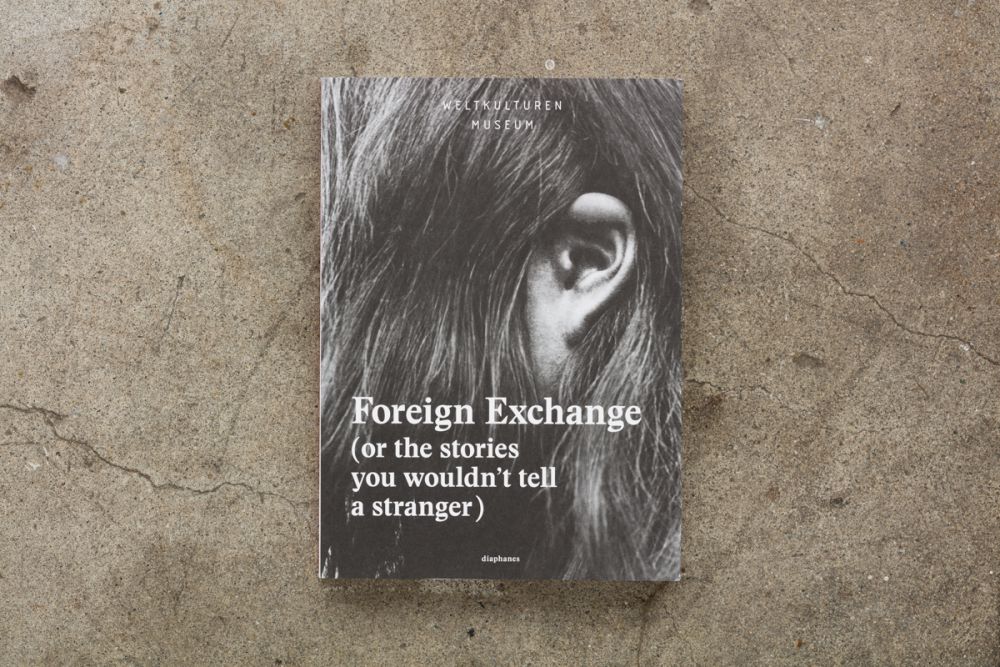 WELTKULTUREN
MUSEUM
Foreign Exchange
(or the stories
you wouldn’t tell
a stranger)
diaphanes